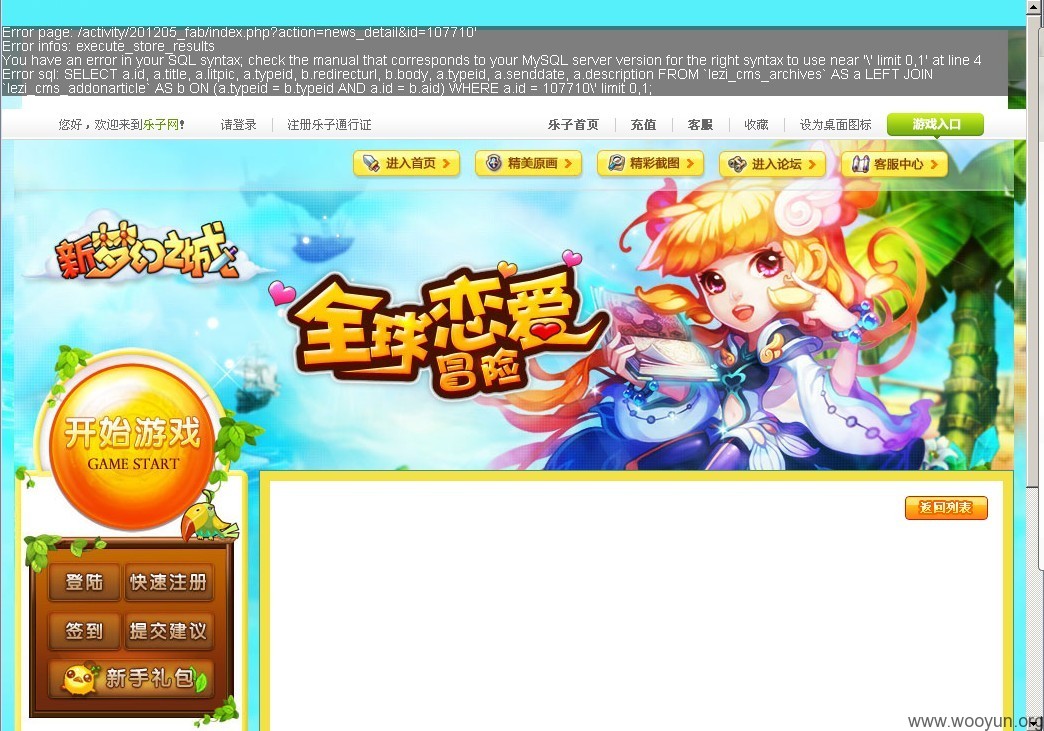 Error page: /activity/201205_fab/index.php?action=news_detail&id=107710'
Error infos: execute_store_results
You have an error in your SQL syntax; check the manual that corresponds to your MySQL server version for the right syntax to use near '\' limit 0,1' at line 4
Error sql: SELECT a.id, a.title, a.litpic, a.typeid, b.redirecturl, b.body, a.typeid, a.senddate, a.description FROM `lezi_cms_archives` AS a LEFT JOIN
`lezi_cms_addonarticle` AS b ON (a.typeid = b.typeid AND a.id = b.aid) WHERE a.id = 107710\' limit 0,1;
您好，欢迎来到乐子网! 请登录 注册乐子通行证 乐子首页 充值 客服 收藏 设为桌面图标 游戏入口
进入首页 精美原画 精彩截图 进入论坛 客服中心
新梦幻之城
全球恋爱
冒险
开始游戏
GAME START
返回列表
登陆 快速注册
签到 提交建议
新手礼包
www.wooyun.org